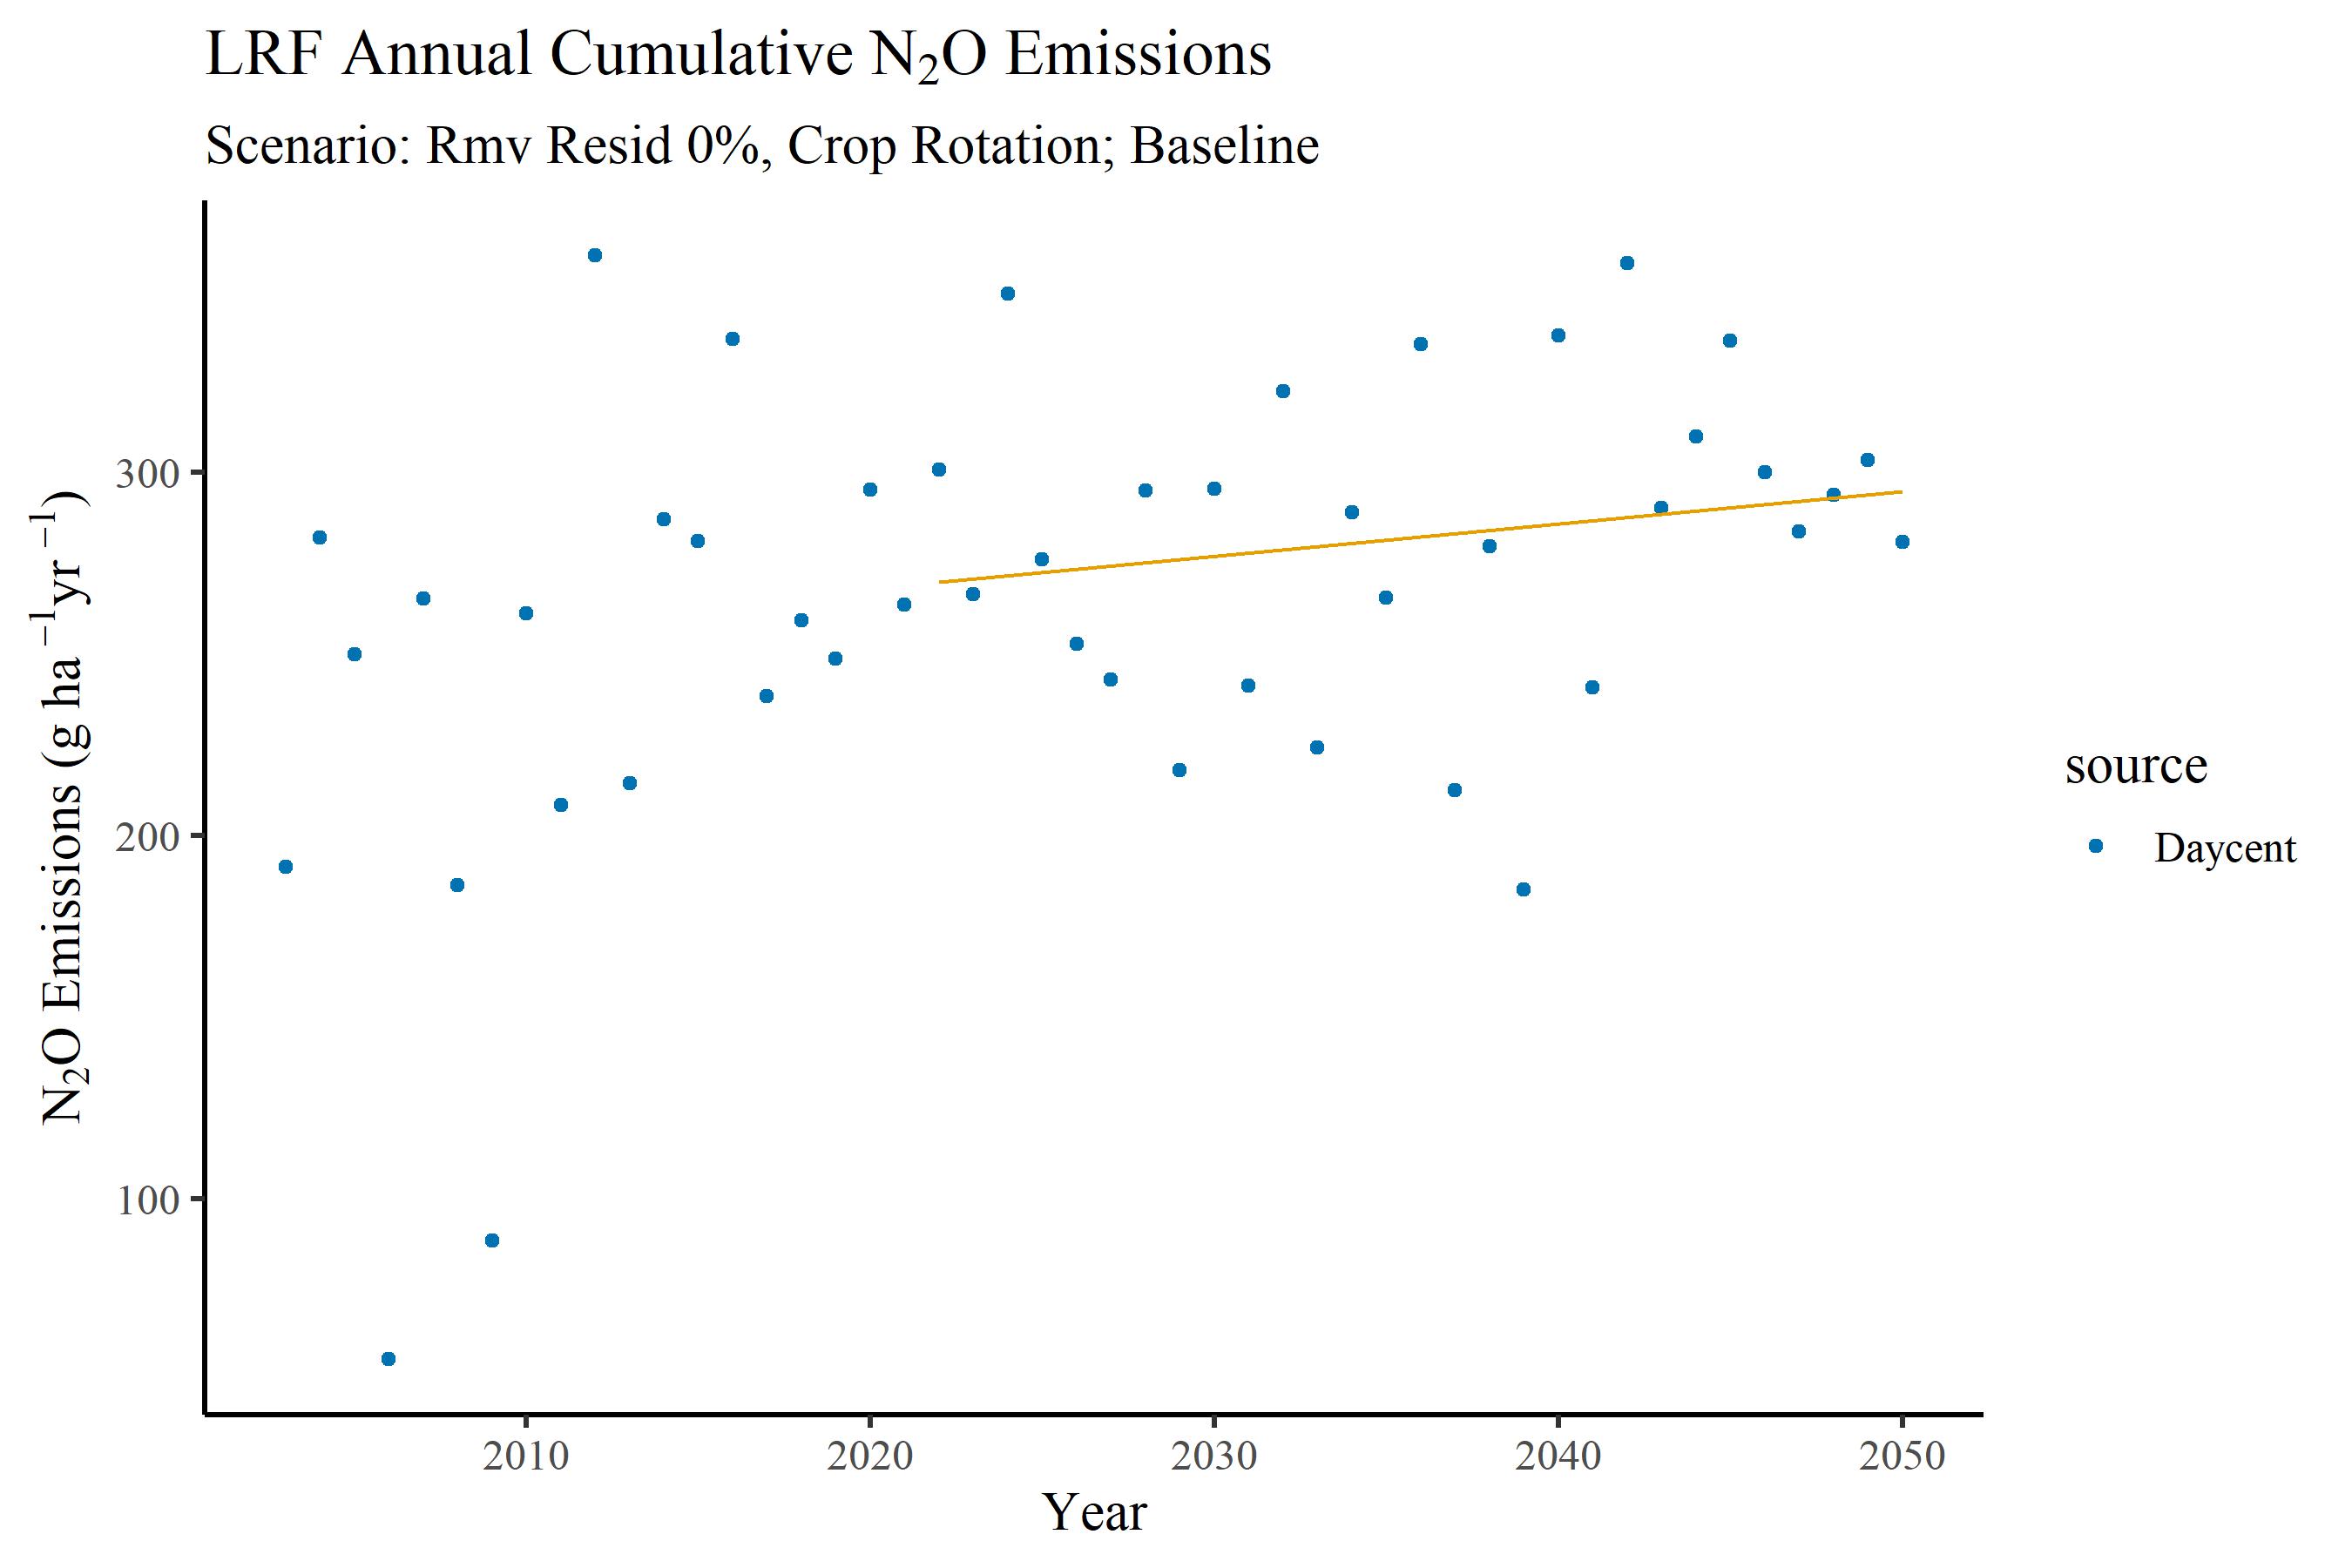 LRF Annual Cumulative N₂O Emissions
Scenario: Rmv Resid 0%, Crop Rotation; Baseline
N₂O Emissions (g ha ⁻¹yr ⁻¹)
300
200
100
2010
2020
2030
2040
2050
Year
source
Daycent